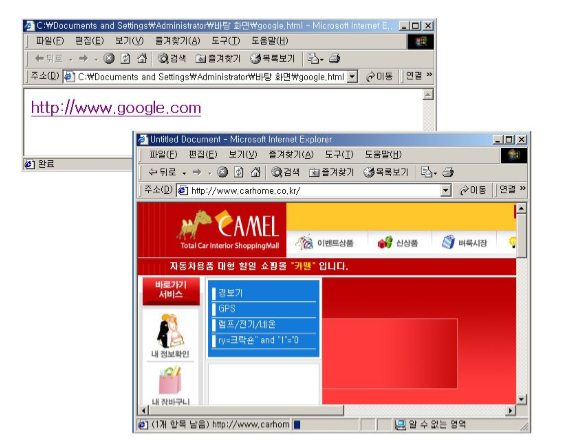 C:₩Documents and Settings₩Administrator₩바탕 화면₩google.html - Microsoft Internet E...
파일(F) 편집(E) 보기(V) 즐겨찾기(A) 도구(T) 도움말(H)
뒤로 검색 즐겨찾기 목록보기
주소(D) C:₩Documents and Settings₩Administrator₩바탕 화면₩google.html 이동 연결 »
http://www.google.com
완료
Untitled Document - Microsoft Internet Explorer
파일(F) 편집(E) 보기(V) 즐겨찾기(A) 도구(T) 도움말(H)
뒤로 검색 즐겨찾기 목록보기
주소(D) http://www.carhome.co.kr/ 이동 연결 »
CAMEL
Total Car Interior ShoppingMall
이벤트상품 신상품 벼룩시장
자동차용품 대형 할인 쇼핑몰 "카멜" 입니다.
바로가기
서비스
경보기
GPS
램프/전기/네온
ry=크락숀" and "1"="0
내 정보확인
내 장바구니
(1개 항목 남음) http://www.carhom 알 수 없는 영역